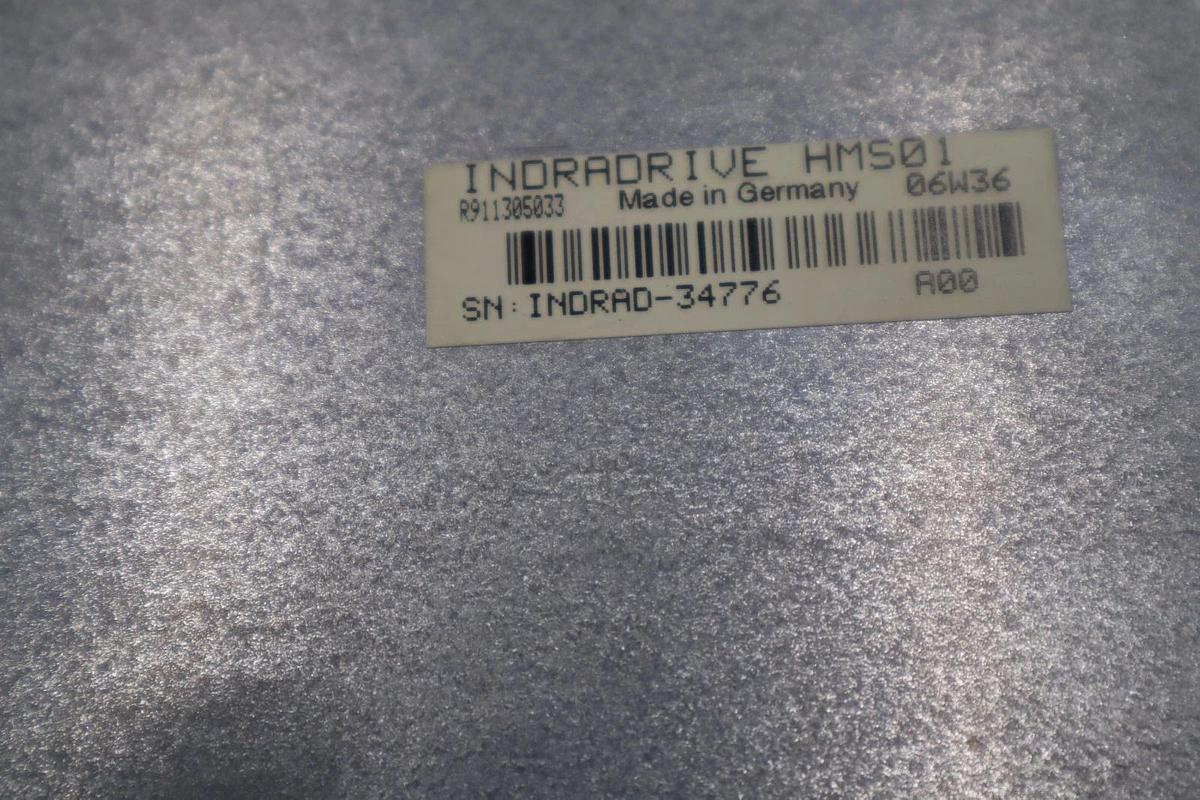 INDRADRIVE HMS01
R911305033 Made in Germany 06W36
SN:INDRAD-34776 A00